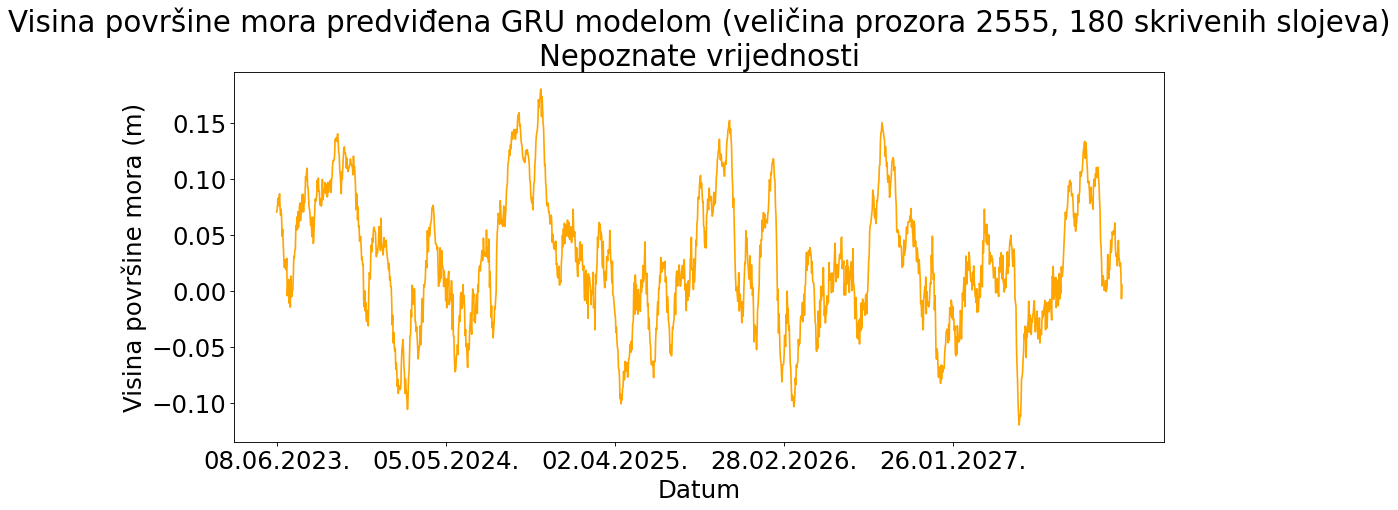 Visina površine mora predviđena GRU modelom (veličina prozora 2555, 180 skrivenih slojeva)
Nepoznate vrijednosti
Visina površine mora (m)
0.15
0.10
0.05
0.00
−0.05
−0.10
08.06.2023. 05.05.2024. 02.04.2025. 28.02.2026. 26.01.2027.
Datum